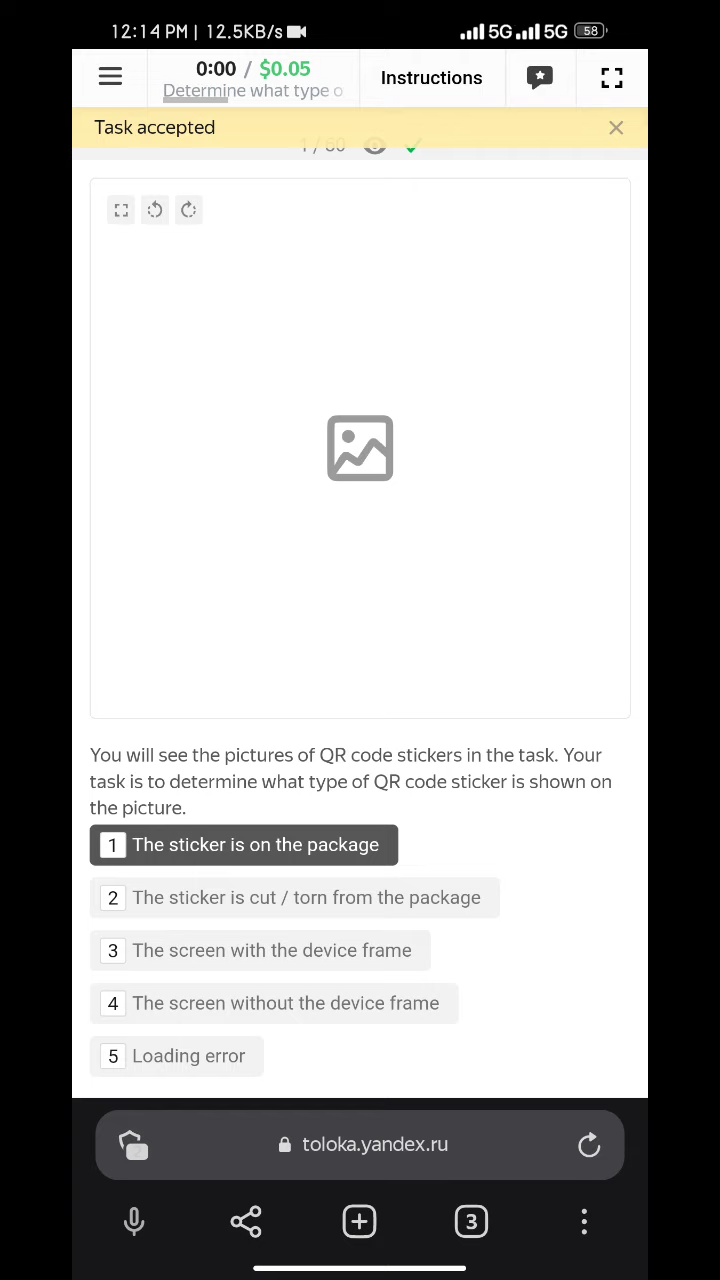 12:14 PM | 12.5KB/s 5G 5G 58
0:00 / $0.05
Determine what type o
Instructions
Task accepted
1 / 60
You will see the pictures of QR code stickers in the task. Your
task is to determine what type of QR code sticker is shown on
the picture.
1 The sticker is on the package
2 The sticker is cut / torn from the package
3 The screen with the device frame
4 The screen without the device frame
5 Loading error
toloka.yandex.ru
3